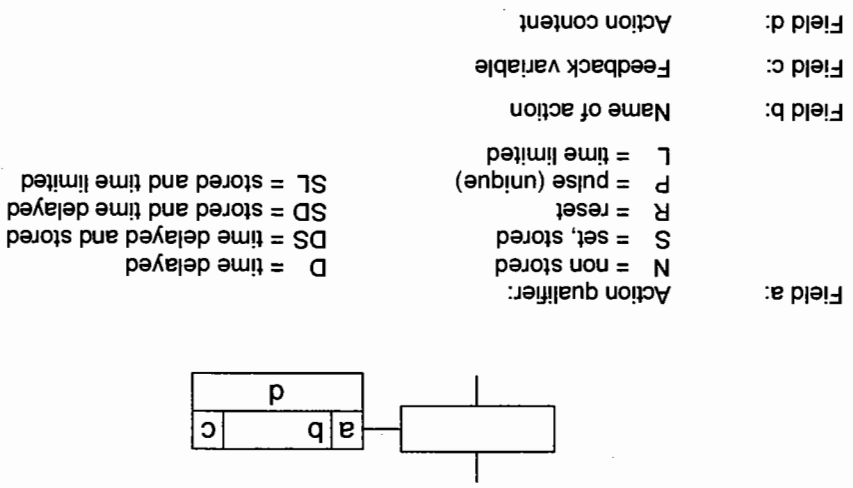 a b c
d
Field a: Action qualifier:
N = non stored D = time delayed
S = set, stored DS = time delayed and stored
R = reset SD = stored and time delayed
P = pulse (unique) SL = stored and time limited
L = time limited
Field b: Name of action
Field c: Feedback variable
Field d: Action content